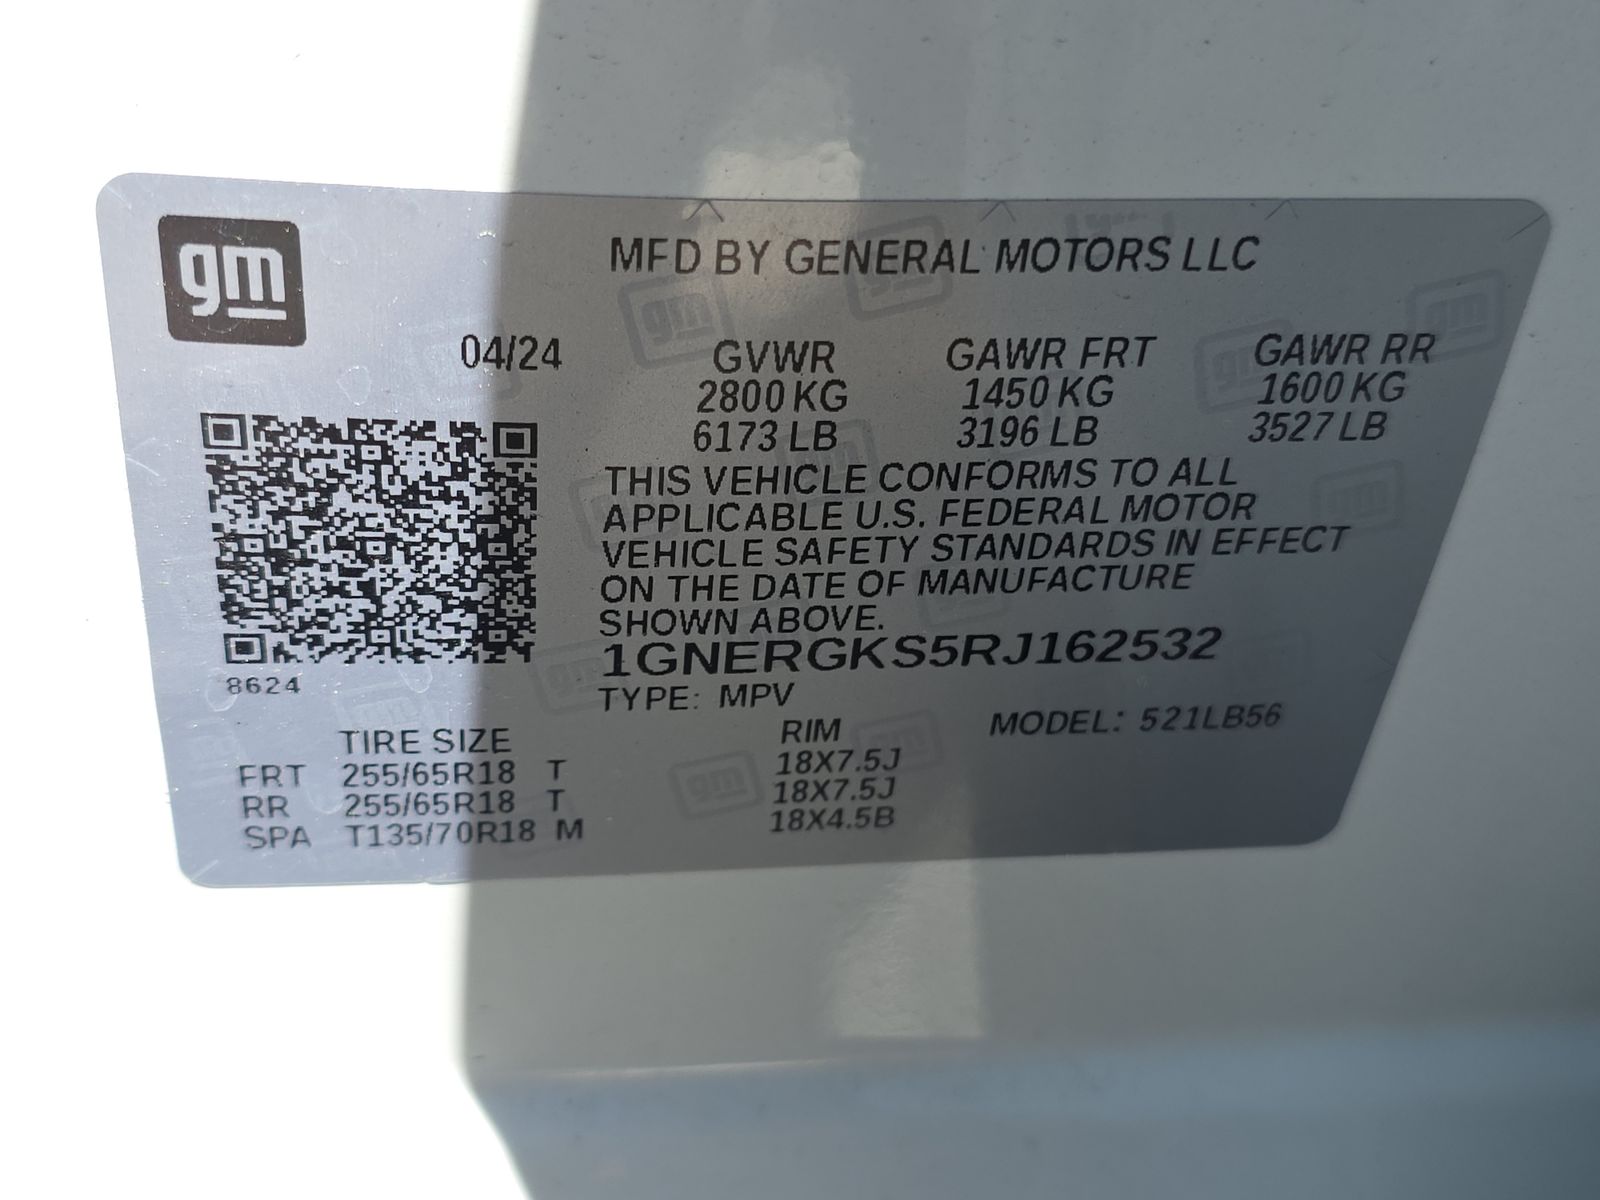 gm
MFD BY GENERAL MOTORS LLC
04/24 GVWR GAWR FRT GAWR RR
2800 KG 1450 KG 1600 KG
6173 LB 3196 LB 3527 LB
THIS VEHICLE CONFORMS TO ALL
APPLICABLE U.S. FEDERAL MOTOR
VEHICLE SAFETY STANDARDS IN EFFECT
ON THE DATE OF MANUFACTURE
SHOWN ABOVE.
1GNERGKS5RJ162532
8624
TYPE: MPV MODEL: 521LB56
TIRE SIZE RIM
FRT 255/65R18 T 18X7.5J
RR 255/65R18 T 18X7.5J
SPA T135/70R18 M 18X4.5B